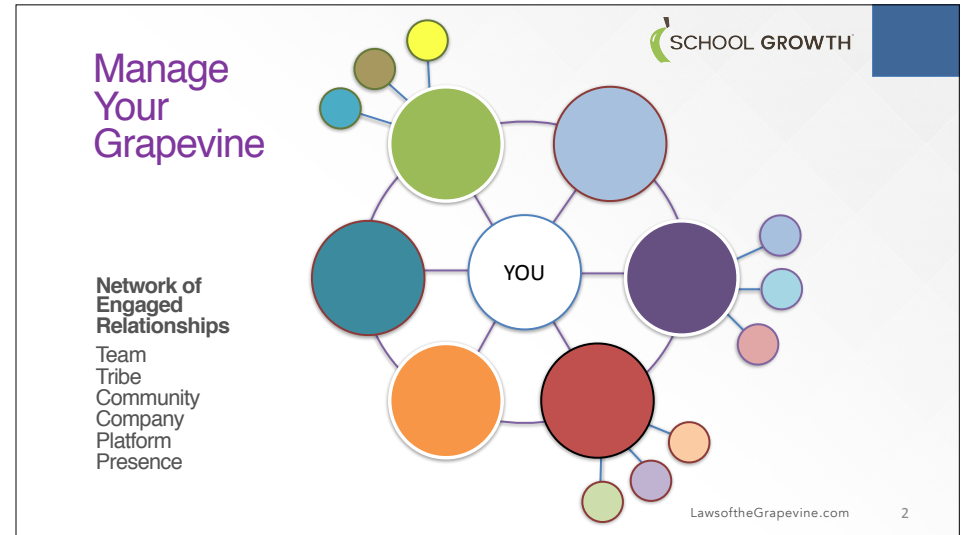 Manage
Your
Grapevine
SCHOOL GROWTH
YOU
Network of
Engaged
Relationships
Team
Tribe
Community
Company
Platform
Presence
LawsoftheGrapevine.com
2